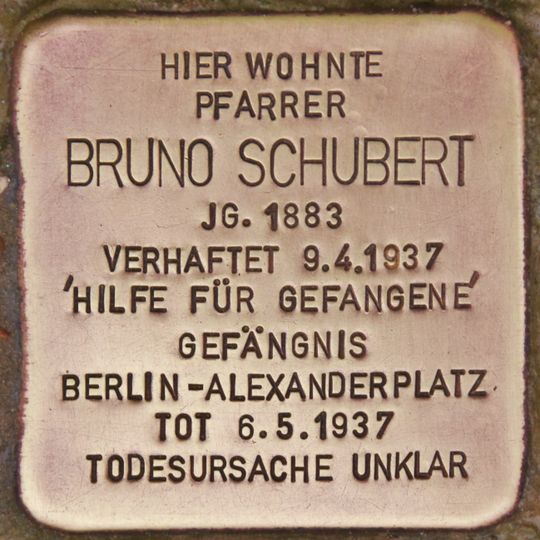 HIER WOHNTE
PFARRER
BRUNO SCHUBERT
JG. 1883
VERHAFTET 9.4.1937
'HILFE FÜR GEFANGENE'
GEFÄNGNIS
BERLIN-ALEXANDERPLATZ
TOT 6.5.1937
TODESURSACHE UNKLAR